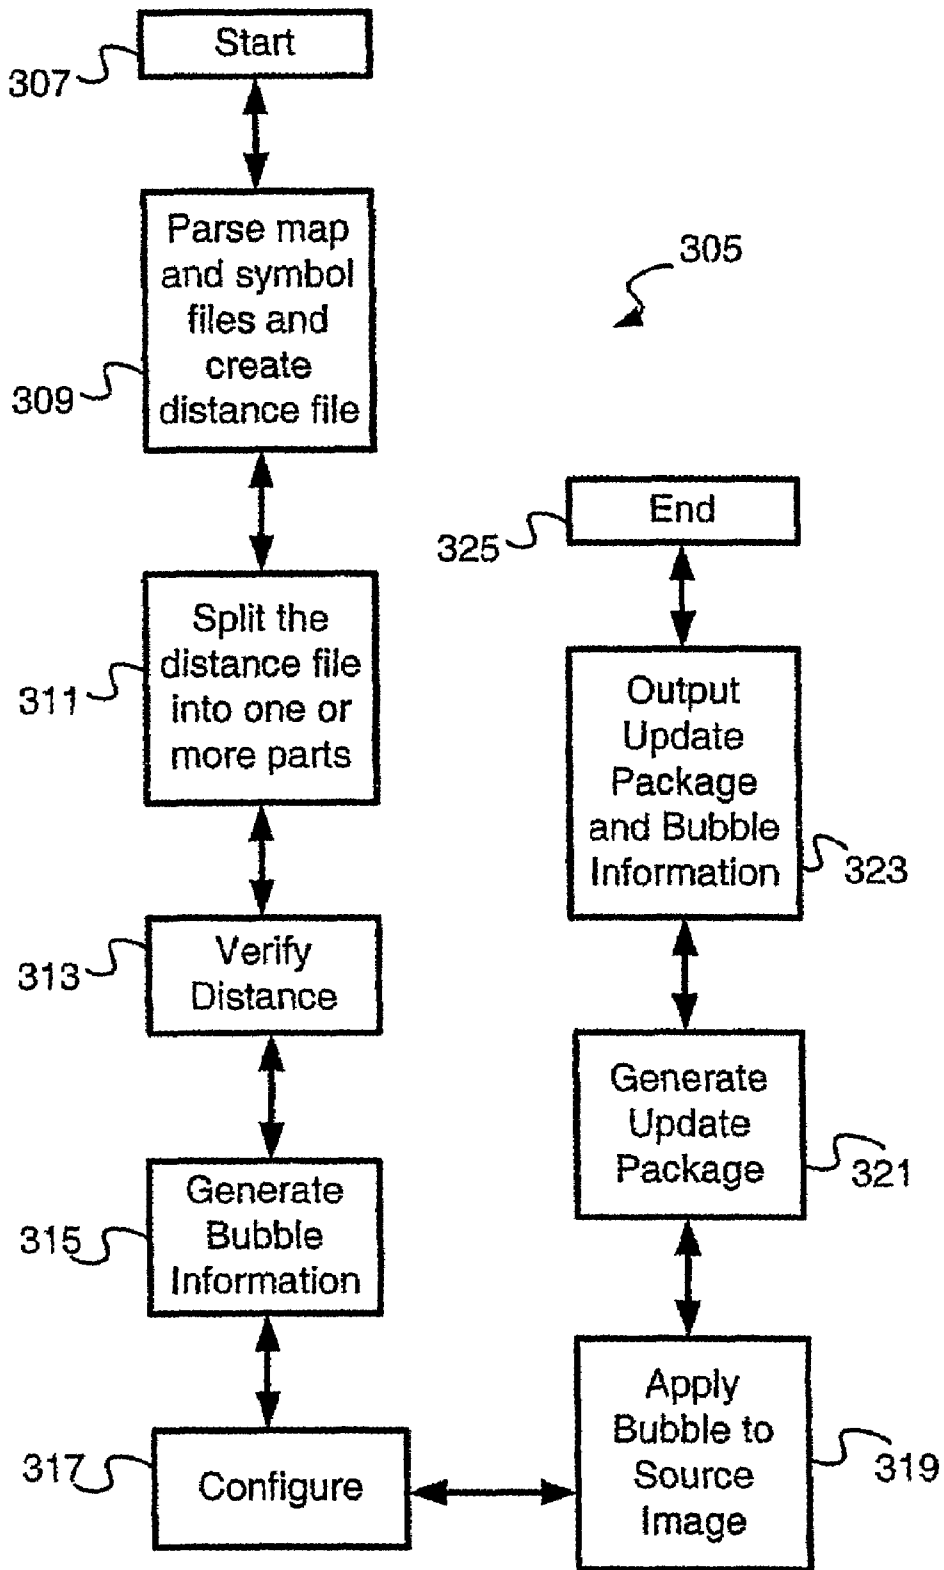 Start
307
Parse map
and symbol
files and
create
distance file
309
305
Split the
distance file
into one or
more parts
311
Verify
Distance
313
Generate
Bubble
Information
315
Configure
317
Apply
Bubble to
Source
Image
319
Generate
Update
Package
321
Output
Update
Package
and Bubble
Information
323
End
325